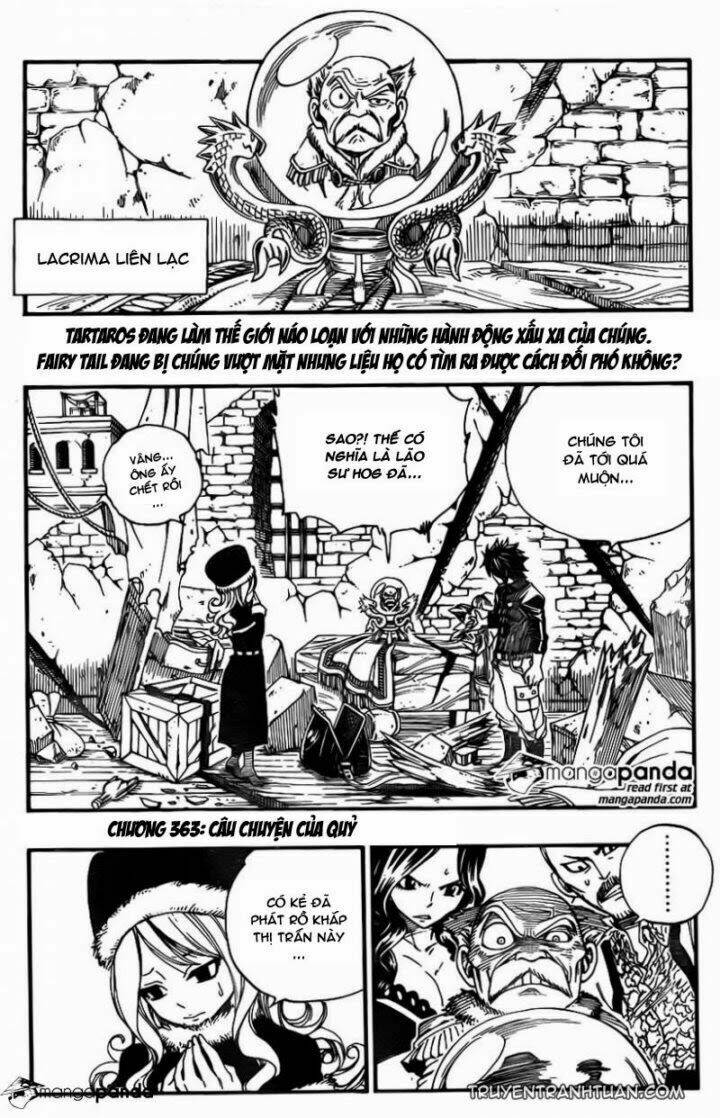 LACRIMA LIÊN LẠC
TARTAROS ĐANG LÀM THẾ GIỚI NÁO LOẠN VỚI NHỮNG HÀNH ĐỘNG XẤU XA CỦA CHÚNG.
FAIRY TAIL ĐANG BỊ CHÚNG VƯỢT MẶT NHƯNG LIỆU HỌ CÓ TÌM RA ĐƯỢC CÁCH ĐỐI PHÓ KHÔNG?
CHÚNG TÔI
ĐÃ TỚI QUÁ
MUỘN...
SAO?! THẾ CÓ
NGHĨA LÀ LÃO
SƯ HOG ĐÃ...
VÂNG...
ÔNG ẤY
CHẾT RỒI
...
mangapanda
read first at
mangapanda.com
CHƯƠNG 363: CÂU CHUYỆN CỦA QUỶ
CÓ KẺ ĐÃ
PHÁT RỒ KHẮP
THỊ TRẤN NÀY
...
........
mangapanda
TRUYENTRANHTUAN.COM